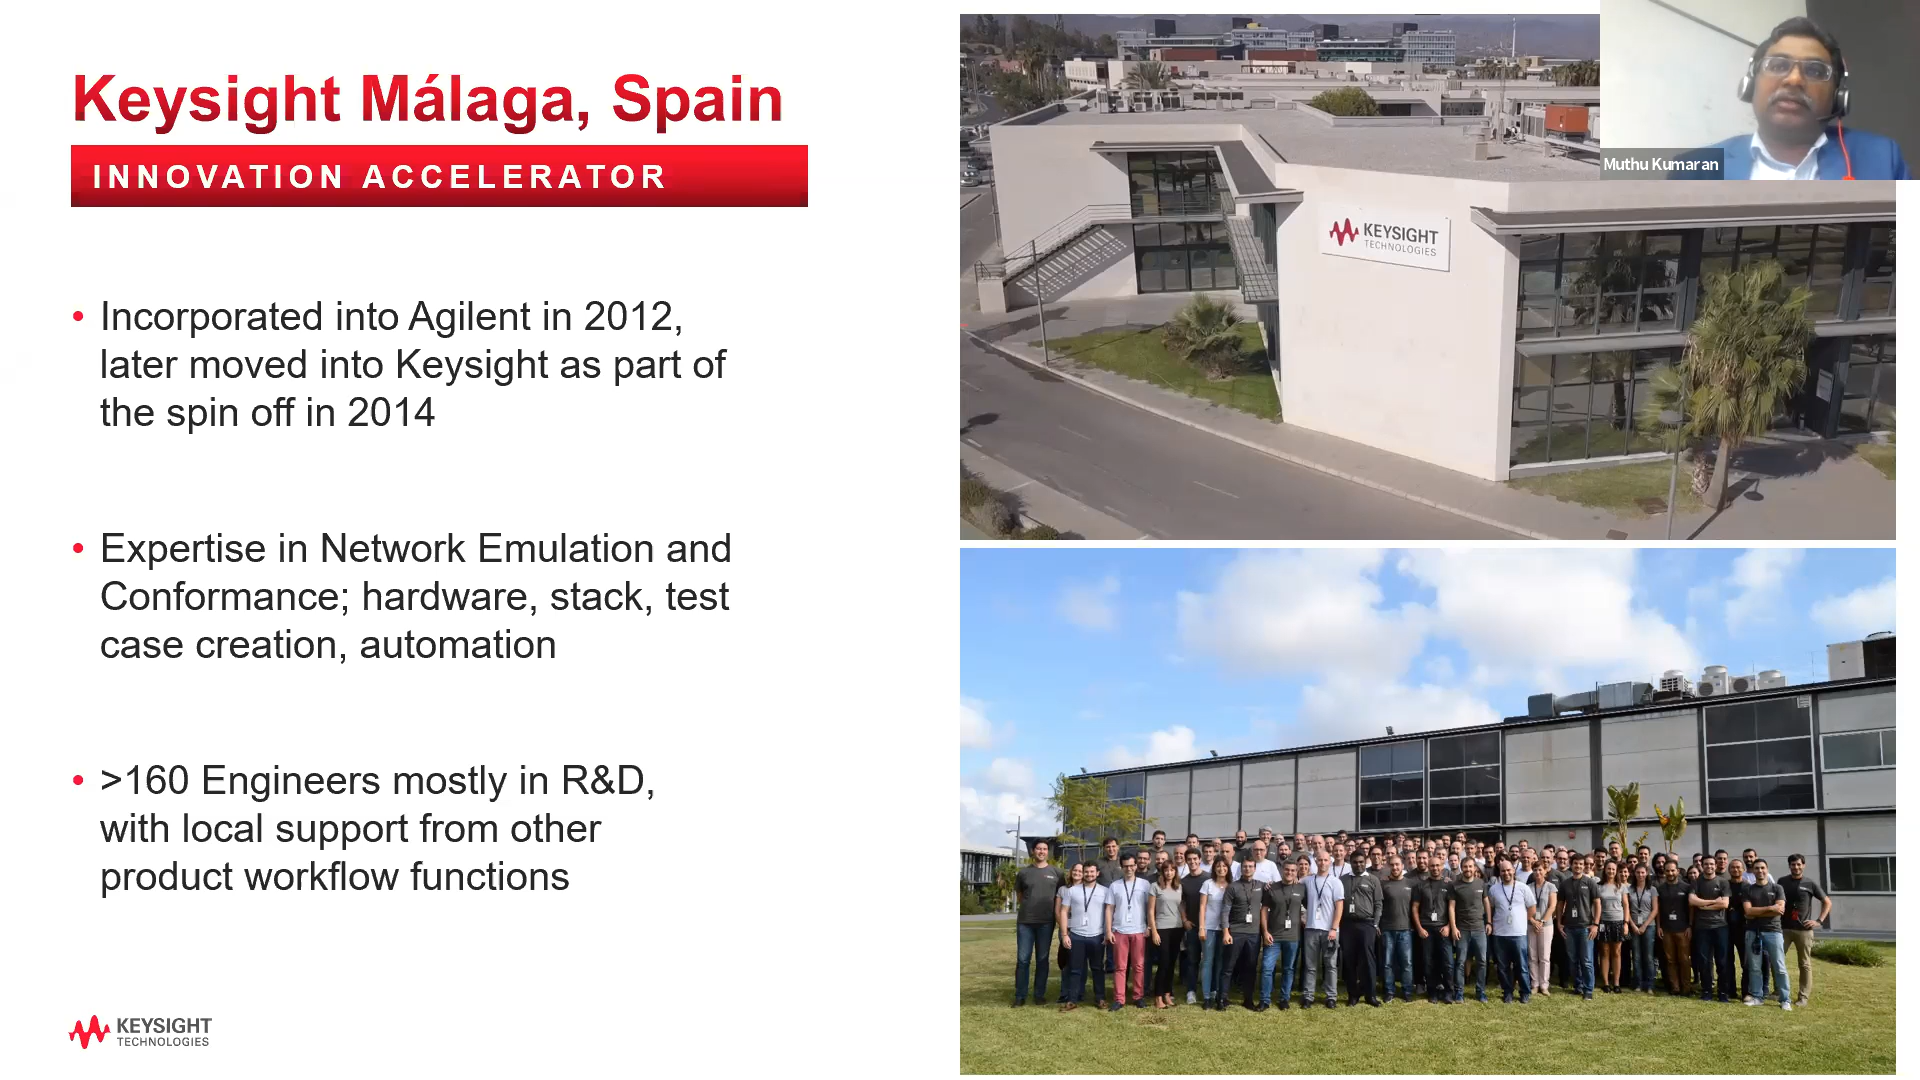 Keysight Málaga, Spain
INNOVATION ACCELERATOR
• Incorporated into Agilent in 2012,
later moved into Keysight as part of
the spin off in 2014
• Expertise in Network Emulation and
Conformance; hardware, stack, test
case creation, automation
• >160 Engineers mostly in R&D,
with local support from other
product workflow functions
KEYSIGHT
TECHNOLOGIES
Muthu Kumaran
KEYSIGHT
TECHNOLOGIES